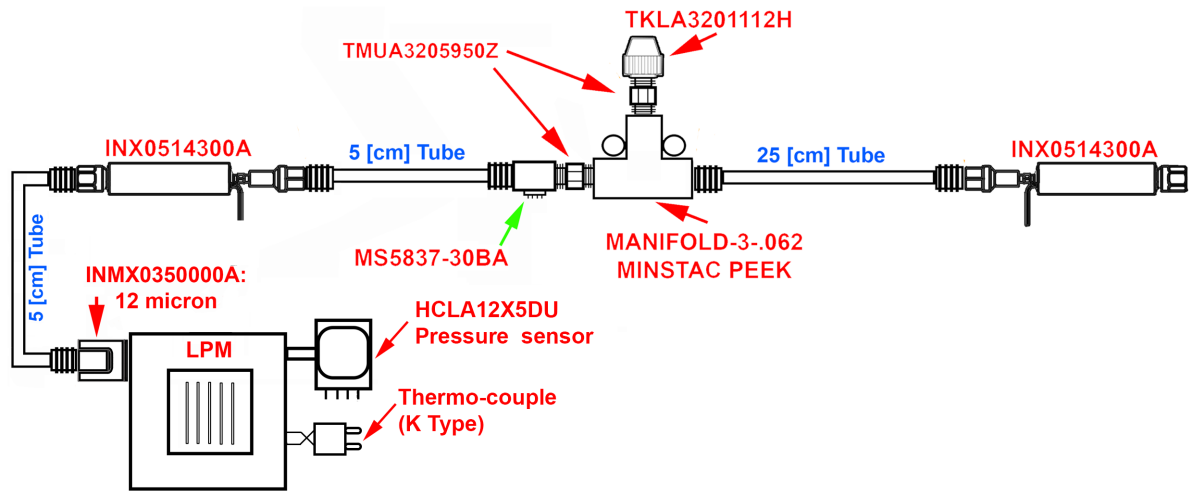 TKLA3201112H
TMUA3205950Z
INX0514300A
5 [cm] Tube
25 [cm] Tube
INX0514300A
MS5837-30BA
MANIFOLD-3-.062
MINSTAC PEEK
5 [cm] Tube
INMX0350000A:
12 micron
HCLA12X5DU
Pressure sensor
LPM
Thermo-couple
(K Type)